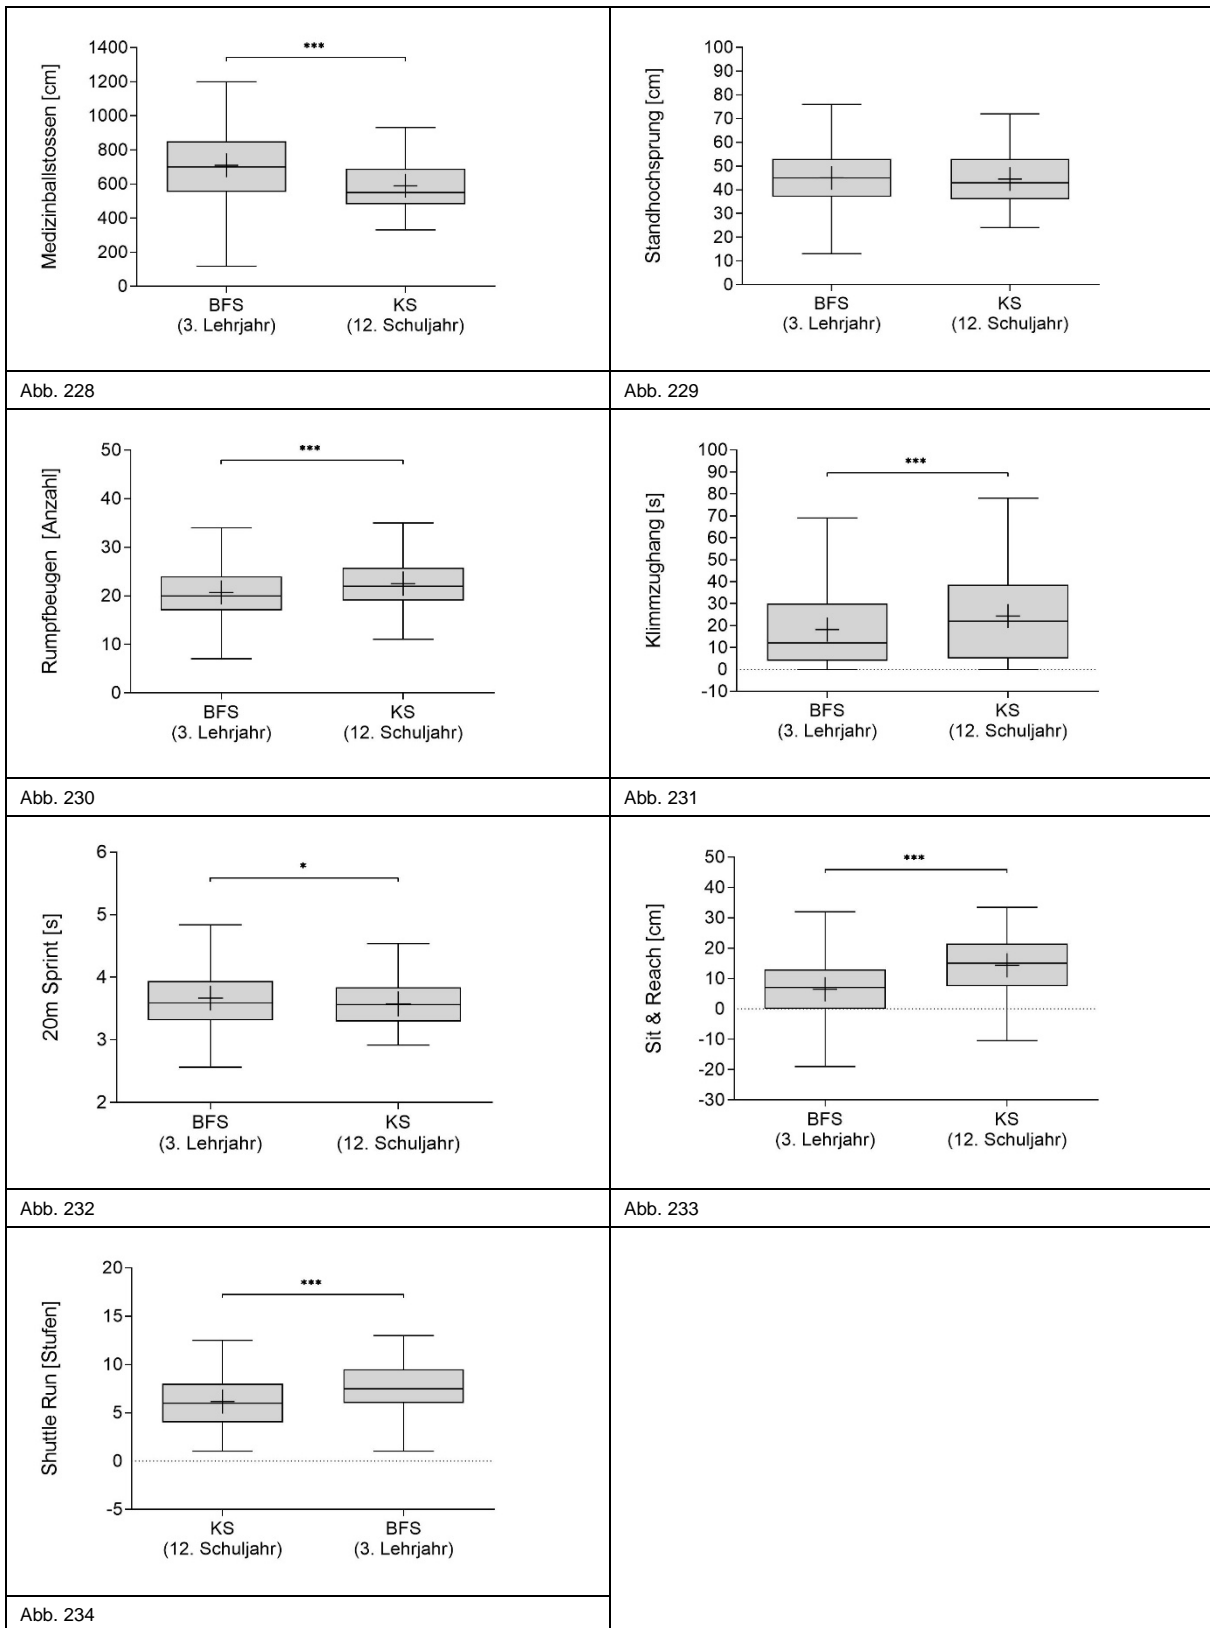 Medizinballstossen [cm]
1400
1200
1000
800
600
400
200
0
***
BFS
(3. Lehrjahr)
KS
(12. Schuljahr)
Abb. 228
Standhochsprung [cm]
100
90
80
70
60
50
40
30
20
10
0
BFS
(3. Lehrjahr)
KS
(12. Schuljahr)
Abb. 229
Rumpfbeugen [Anzahl]
50
40
30
20
10
0
***
BFS
(3. Lehrjahr)
KS
(12. Schuljahr)
Abb. 230
Klimmzughang [s]
100
90
80
70
60
50
40
30
20
10
0
-10
***
BFS
(3. Lehrjahr)
KS
(12. Schuljahr)
Abb. 231
20m Sprint [s]
6
5
4
3
2
*
BFS
(3. Lehrjahr)
KS
(12. Schuljahr)
Abb. 232
Sit & Reach [cm]
50
40
30
20
10
0
-10
-20
-30
***
BFS
(3. Lehrjahr)
KS
(12. Schuljahr)
Abb. 233
Shuttle Run [Stufen]
20
15
10
5
0
-5
***
KS
(12. Schuljahr)
BFS
(3. Lehrjahr)
Abb. 234